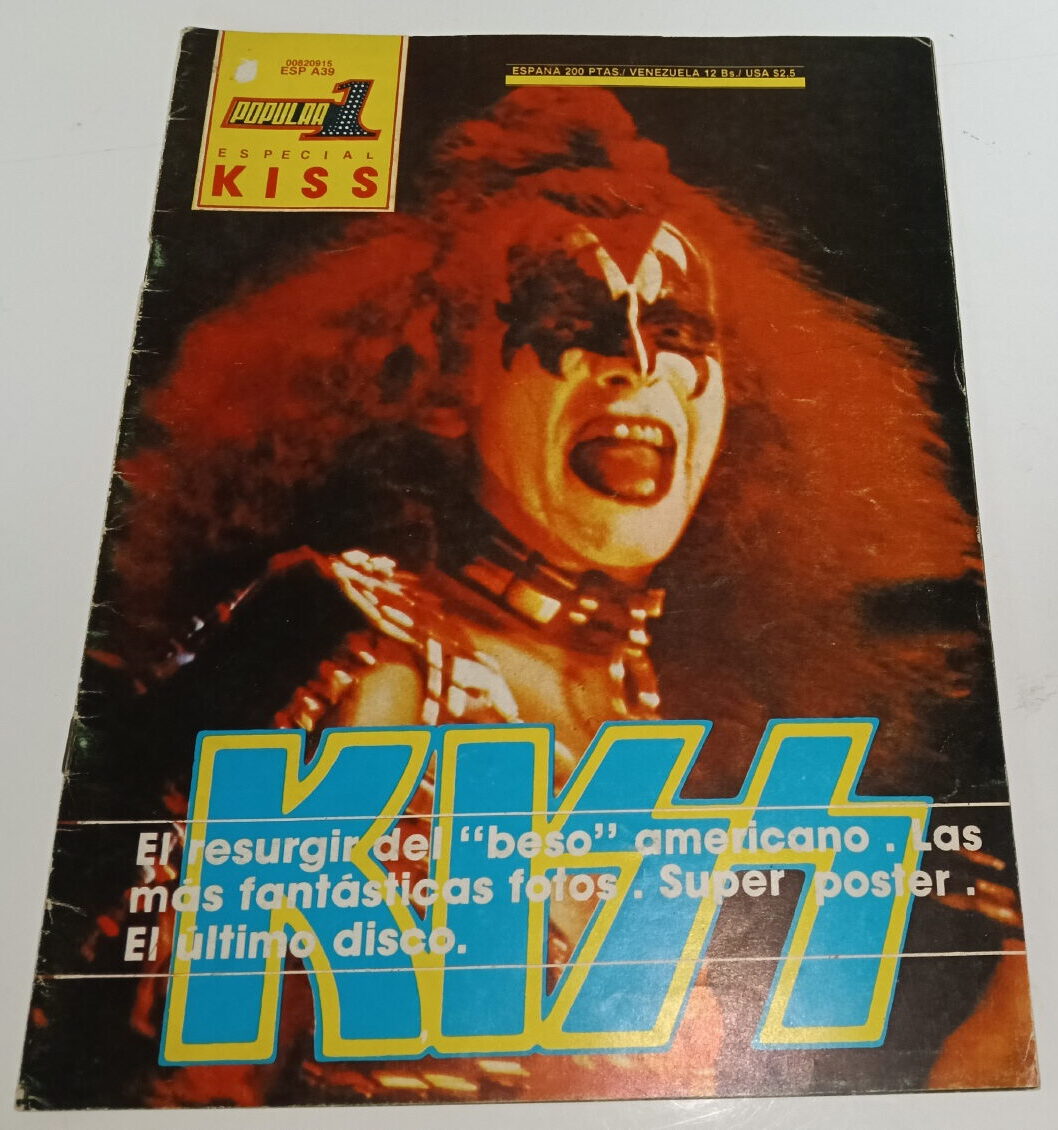 00820915
ESP A39
POPULAR 1
ESPECIAL
KISS
ESPANA 200 PTAS./ VENEZUELA 12 Bs./ USA $2,5
KISS
El resurgir del “beso” americano . Las
más fantásticas fotos . Super poster .
El último disco.